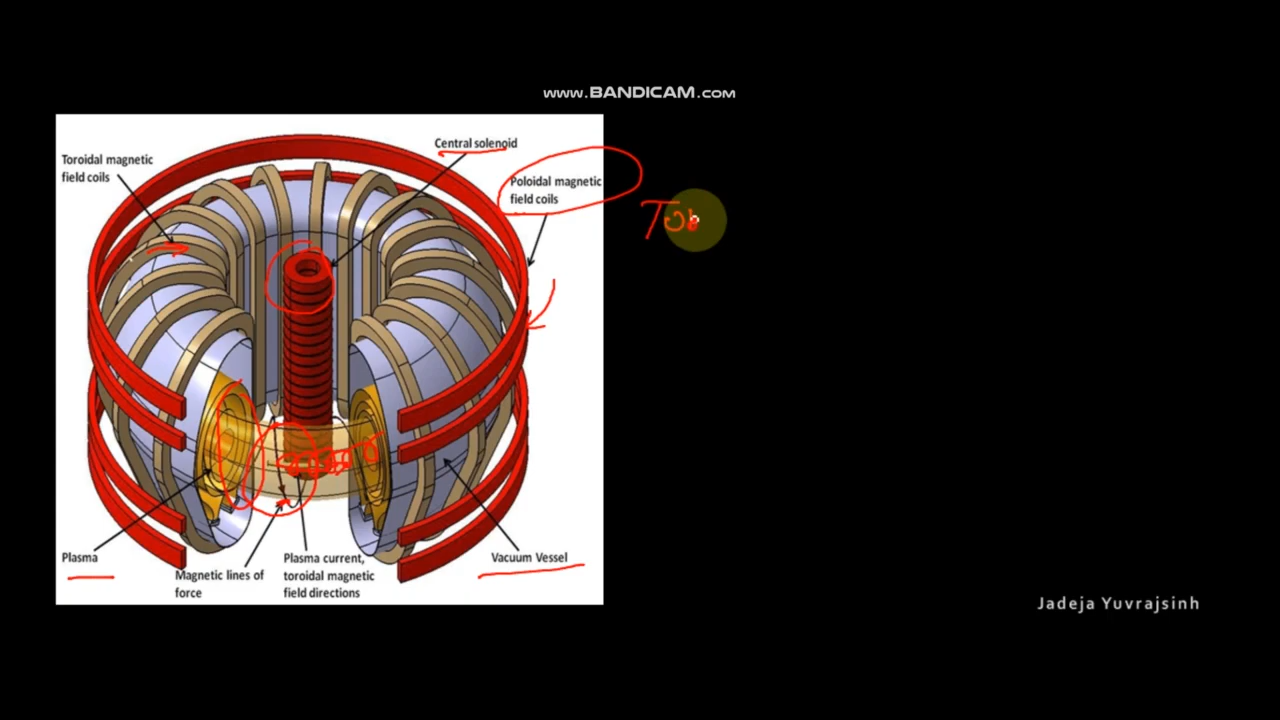 www.BANDICAM.com
Central solenoid
Toroidal magnetic
field coils
Poloidal magnetic
field coils
Plasma
Magnetic lines of
force
Plasma current,
toroidal magnetic
field directions
Vacuum Vessel
Jadeja Yuvrajsinh